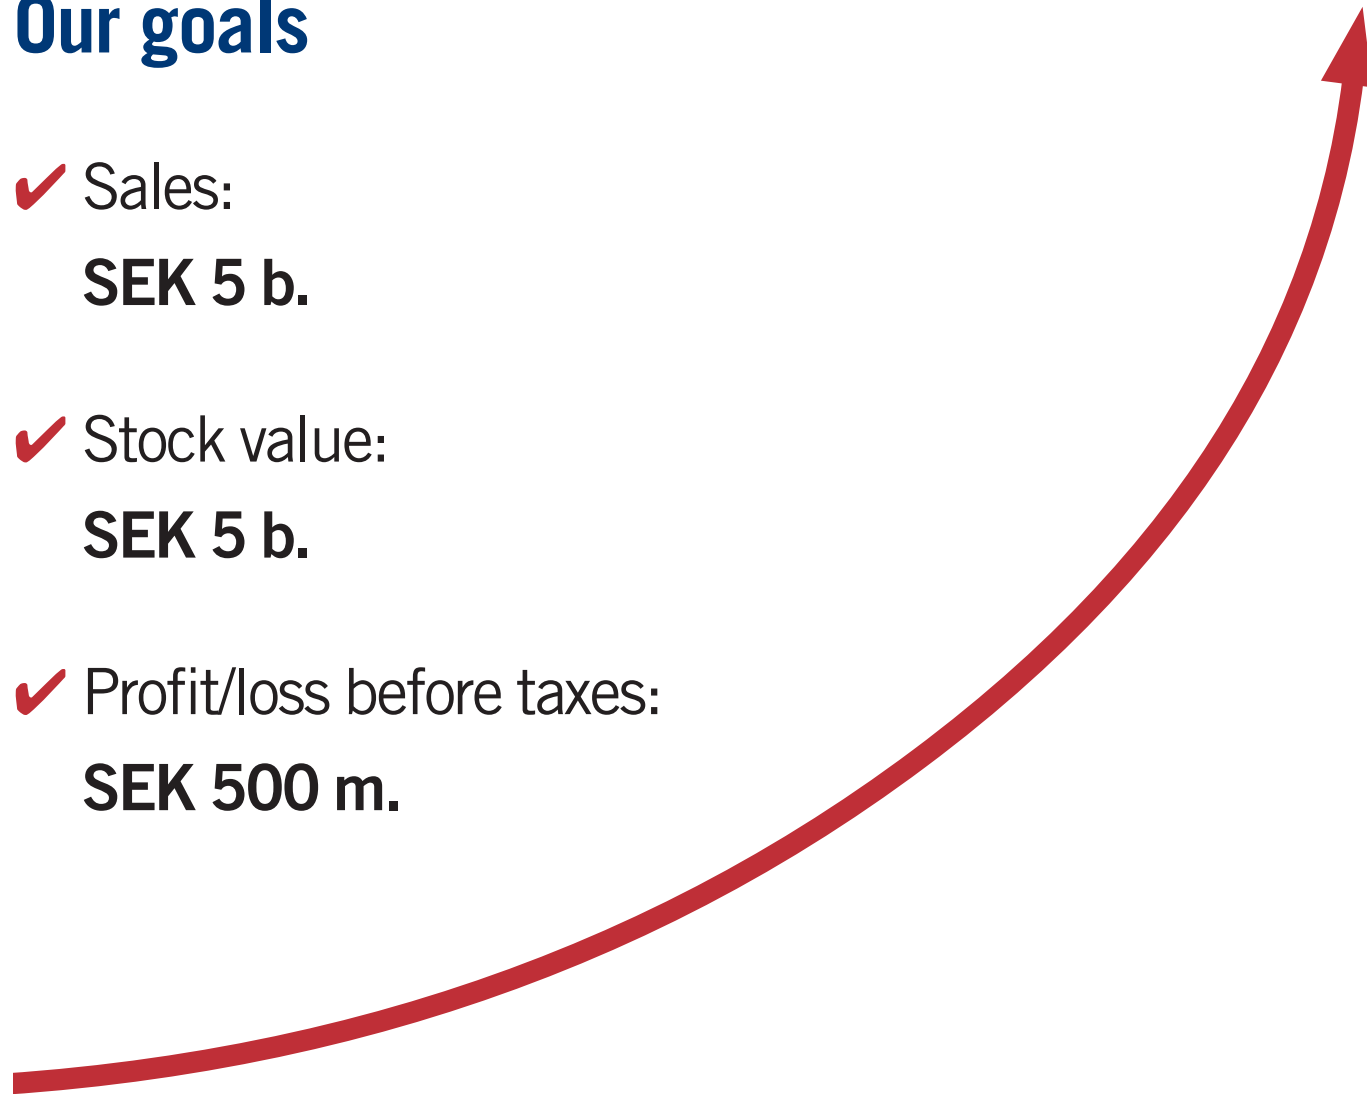 Our goals
✔ Sales:
SEK 5 b.
✔ Stock value:
SEK 5 b.
✔ Profit/loss before taxes:
SEK 500 m.